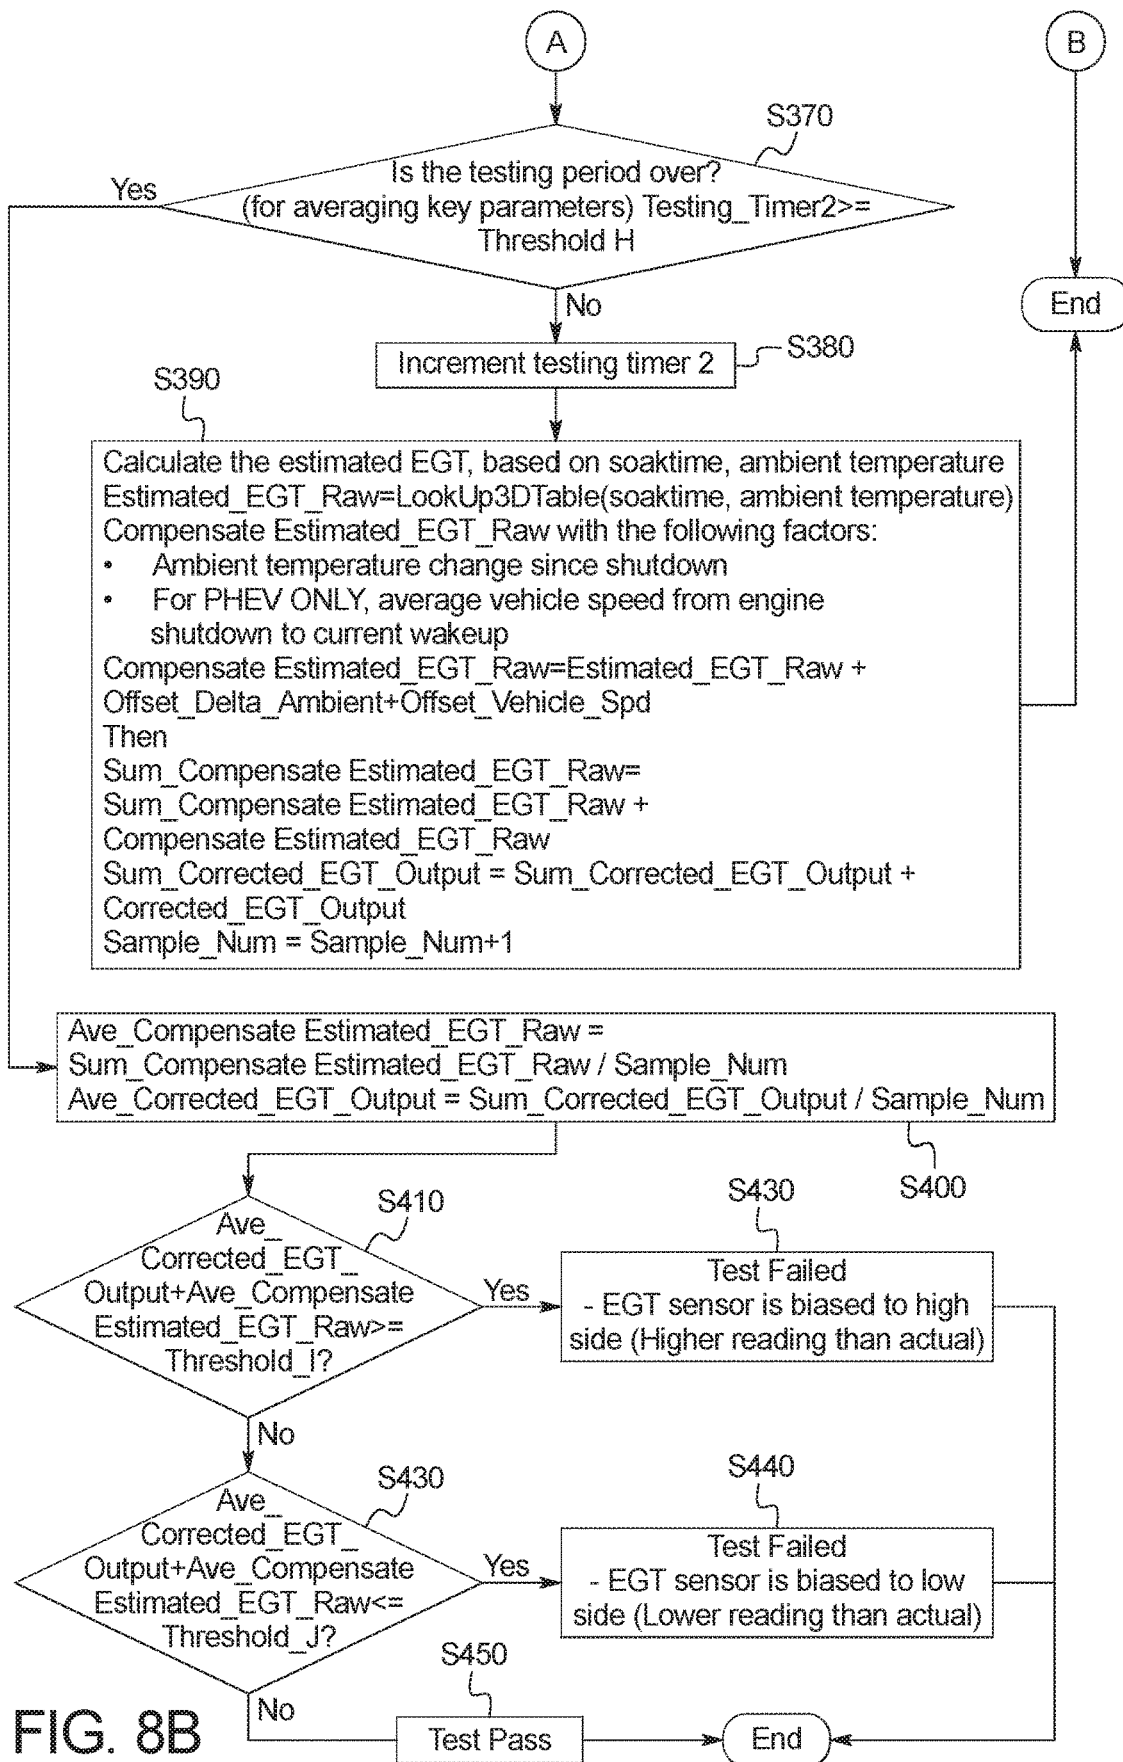 A
B
S370
Is the testing period over?
(for averaging key parameters) Testing_Timer2>=
Threshold H
Yes
No
End
Increment testing timer 2
S380
S390
Calculate the estimated EGT, based on soaktime, ambient temperature
Estimated_EGT_Raw=LookUp3DTable(soaktime, ambient temperature)
Compensate Estimated_EGT_Raw with the following factors:
• Ambient temperature change since shutdown
• For PHEV ONLY, average vehicle speed from engine
shutdown to current wakeup
Compensate Estimated_EGT_Raw=Estimated_EGT_Raw +
Offset_Delta_Ambient+Offset_Vehicle_Spd
Then
Sum_Compensate Estimated_EGT_Raw=
Sum_Compensate Estimated_EGT_Raw +
Compensate Estimated_EGT_Raw
Sum_Corrected_EGT_Output = Sum_Corrected_EGT_Output +
Corrected_EGT_Output
Sample_Num = Sample_Num+1
Ave_Compensate Estimated_EGT_Raw =
Sum_Compensate Estimated_EGT_Raw / Sample_Num
Ave_Corrected_EGT_Output = Sum_Corrected_EGT_Output / Sample_Num
S400
S410
Ave_
Corrected_EGT_
Output+Ave_Compensate
Estimated_EGT_Raw>=
Threshold_I?
Yes
No
S430
Test Failed
- EGT sensor is biased to high
side (Higher reading than actual)
S430
Ave_
Corrected_EGT_
Output+Ave_Compensate
Estimated_EGT_Raw<=
Threshold_J?
Yes
No
S440
Test Failed
- EGT sensor is biased to low
side (Lower reading than actual)
S450
Test Pass
End
FIG. 8B